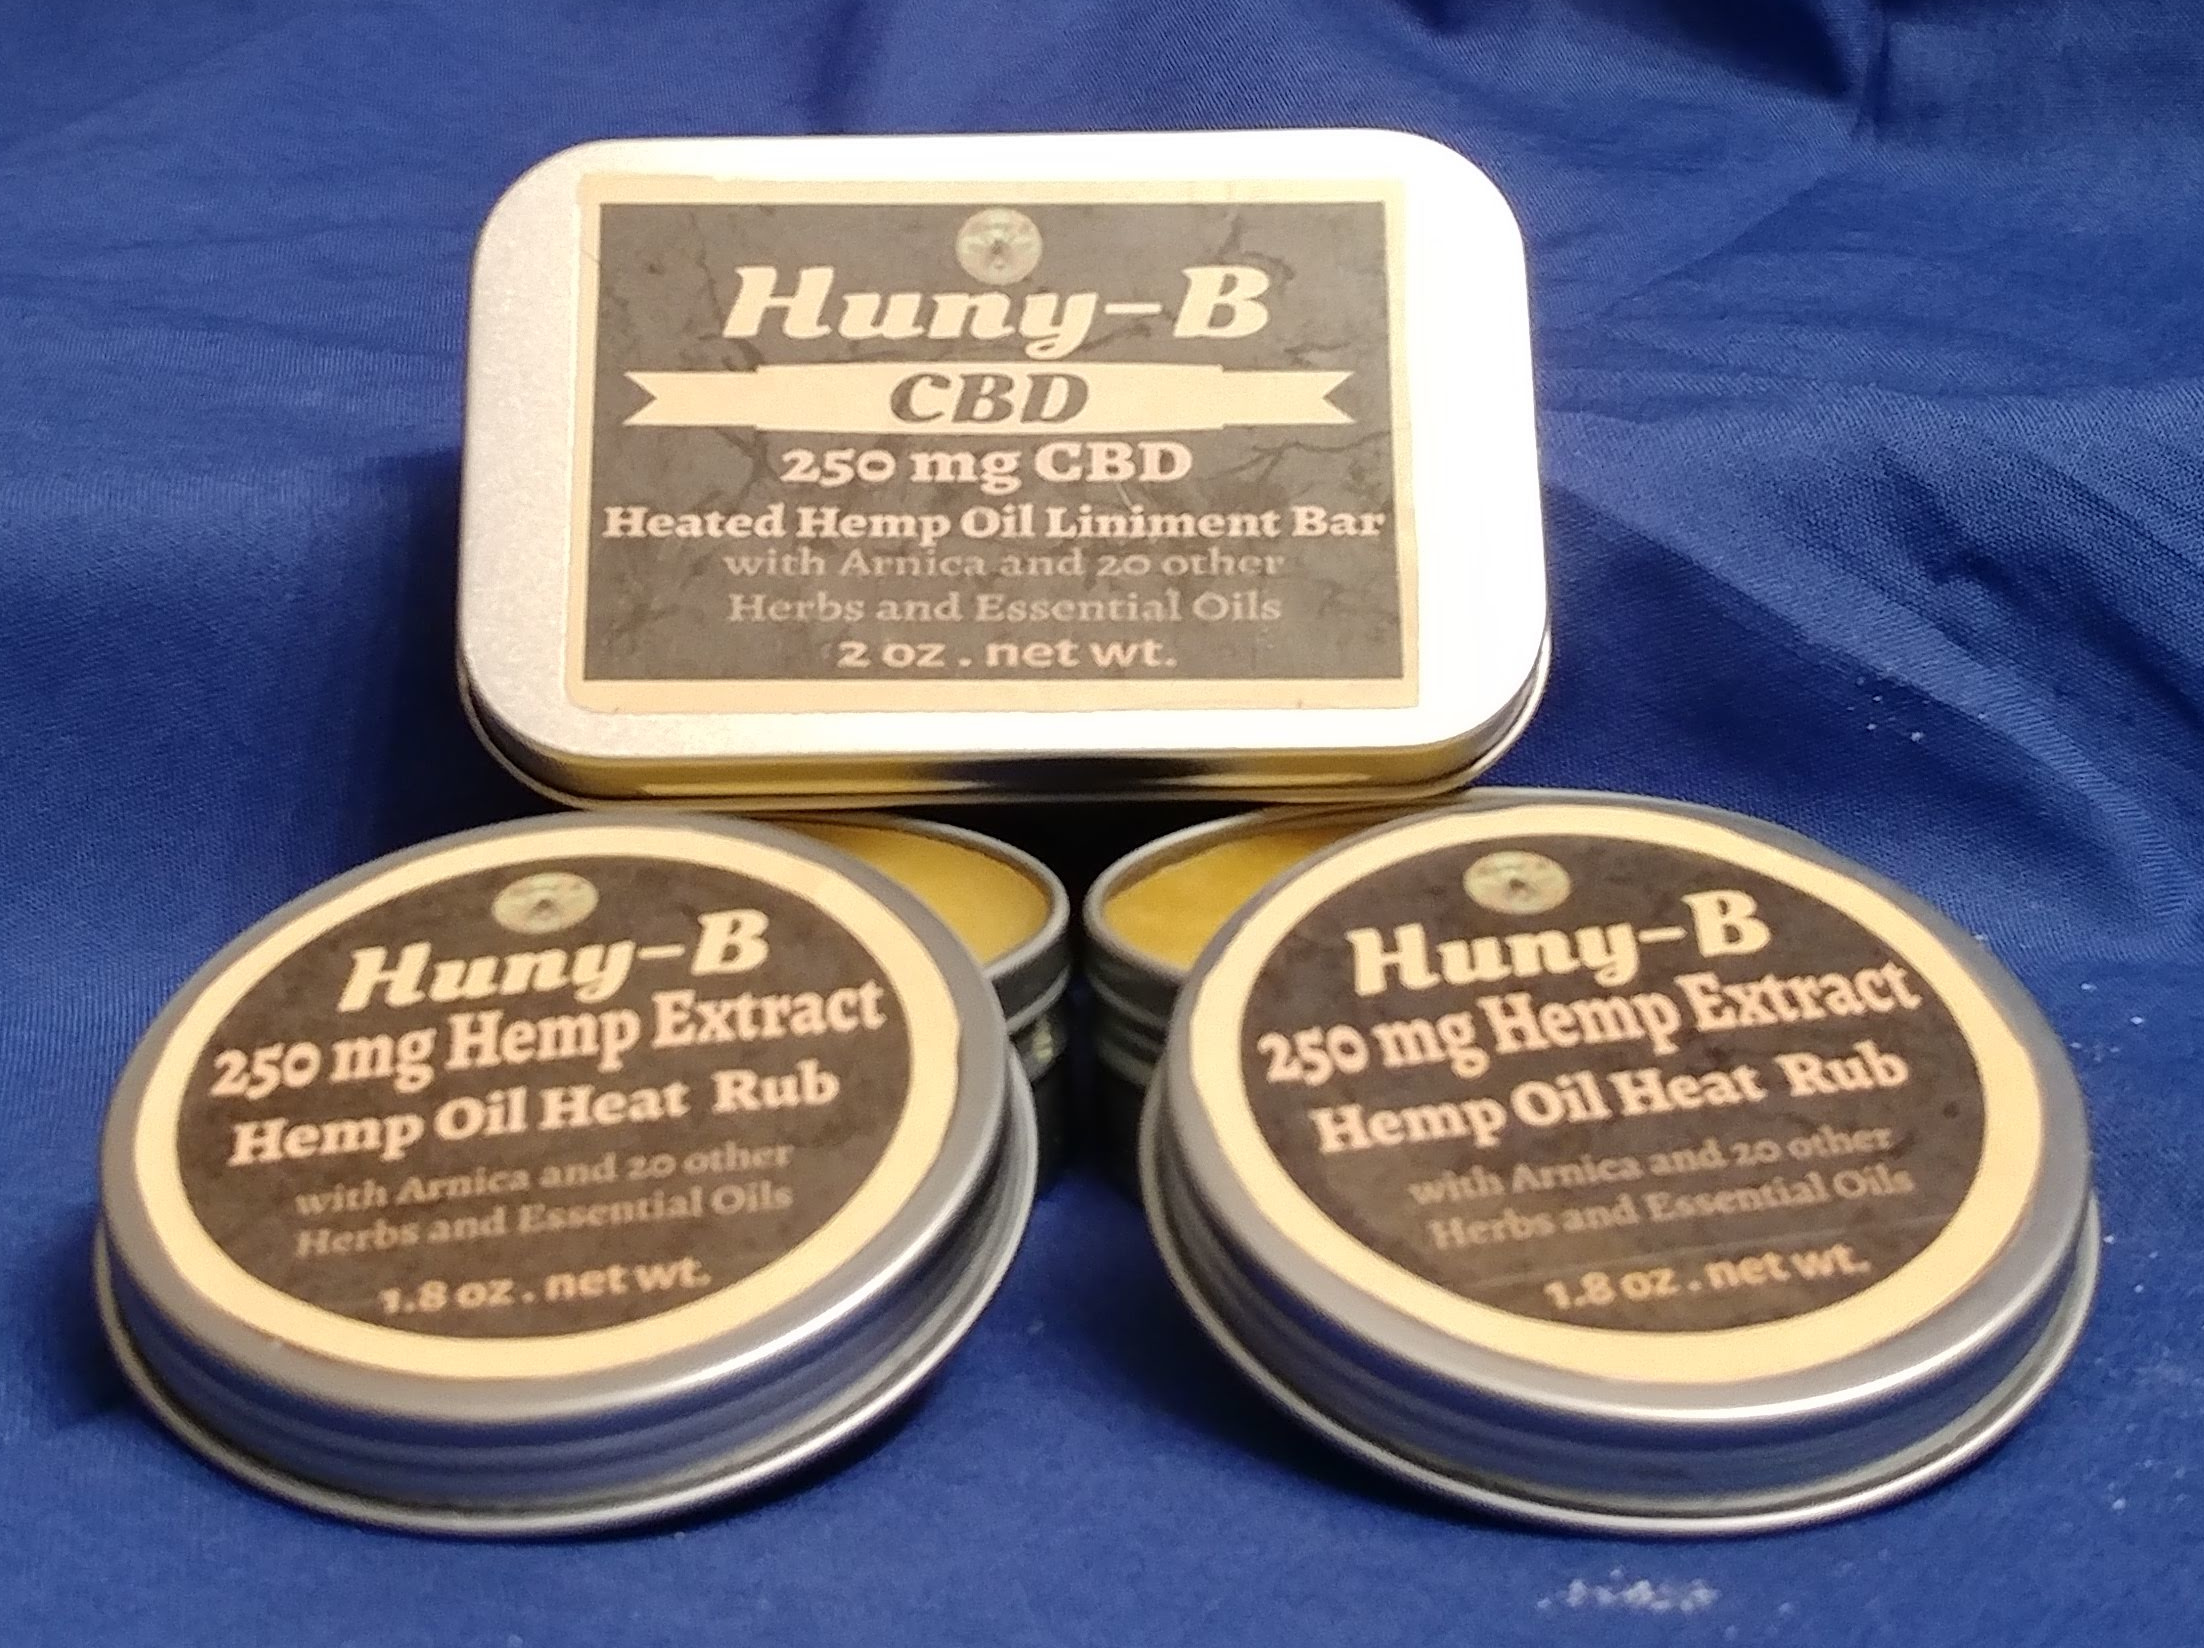 Huny-B
CBD
250 mg CBD
Heated Hemp Oil Liniment Bar
with Arnica and 20 other
Herbs and Essential Oils
2 oz . net wt.
Huny-B
250 mg Hemp Extract
Hemp Oil Heat Rub
with Arnica and 20 other
Herbs and Essential Oils
1.8 oz . net wt.
Huny-B
250 mg Hemp Extract
Hemp Oil Heat Rub
with Arnica and 20 other
Herbs and Essential Oils
1.8 oz . net wt.